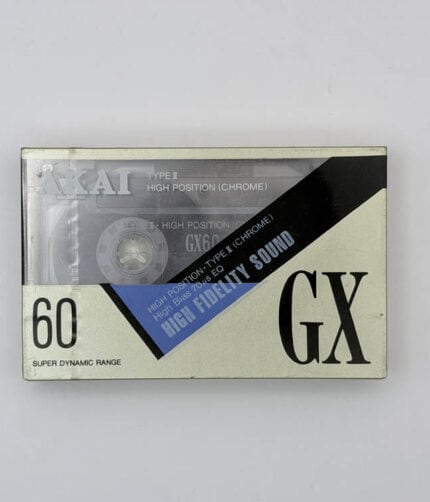 AKAI
TYPE II
HIGH POSITION (CHROME)
II • HIGH POSITION (CHROME)
GX60
HIGH POSITION • TYPE II (CHROME)
High Bias 70μs EQ
HIGH FIDELITY SOUND
60
SUPER DYNAMIC RANGE
GX